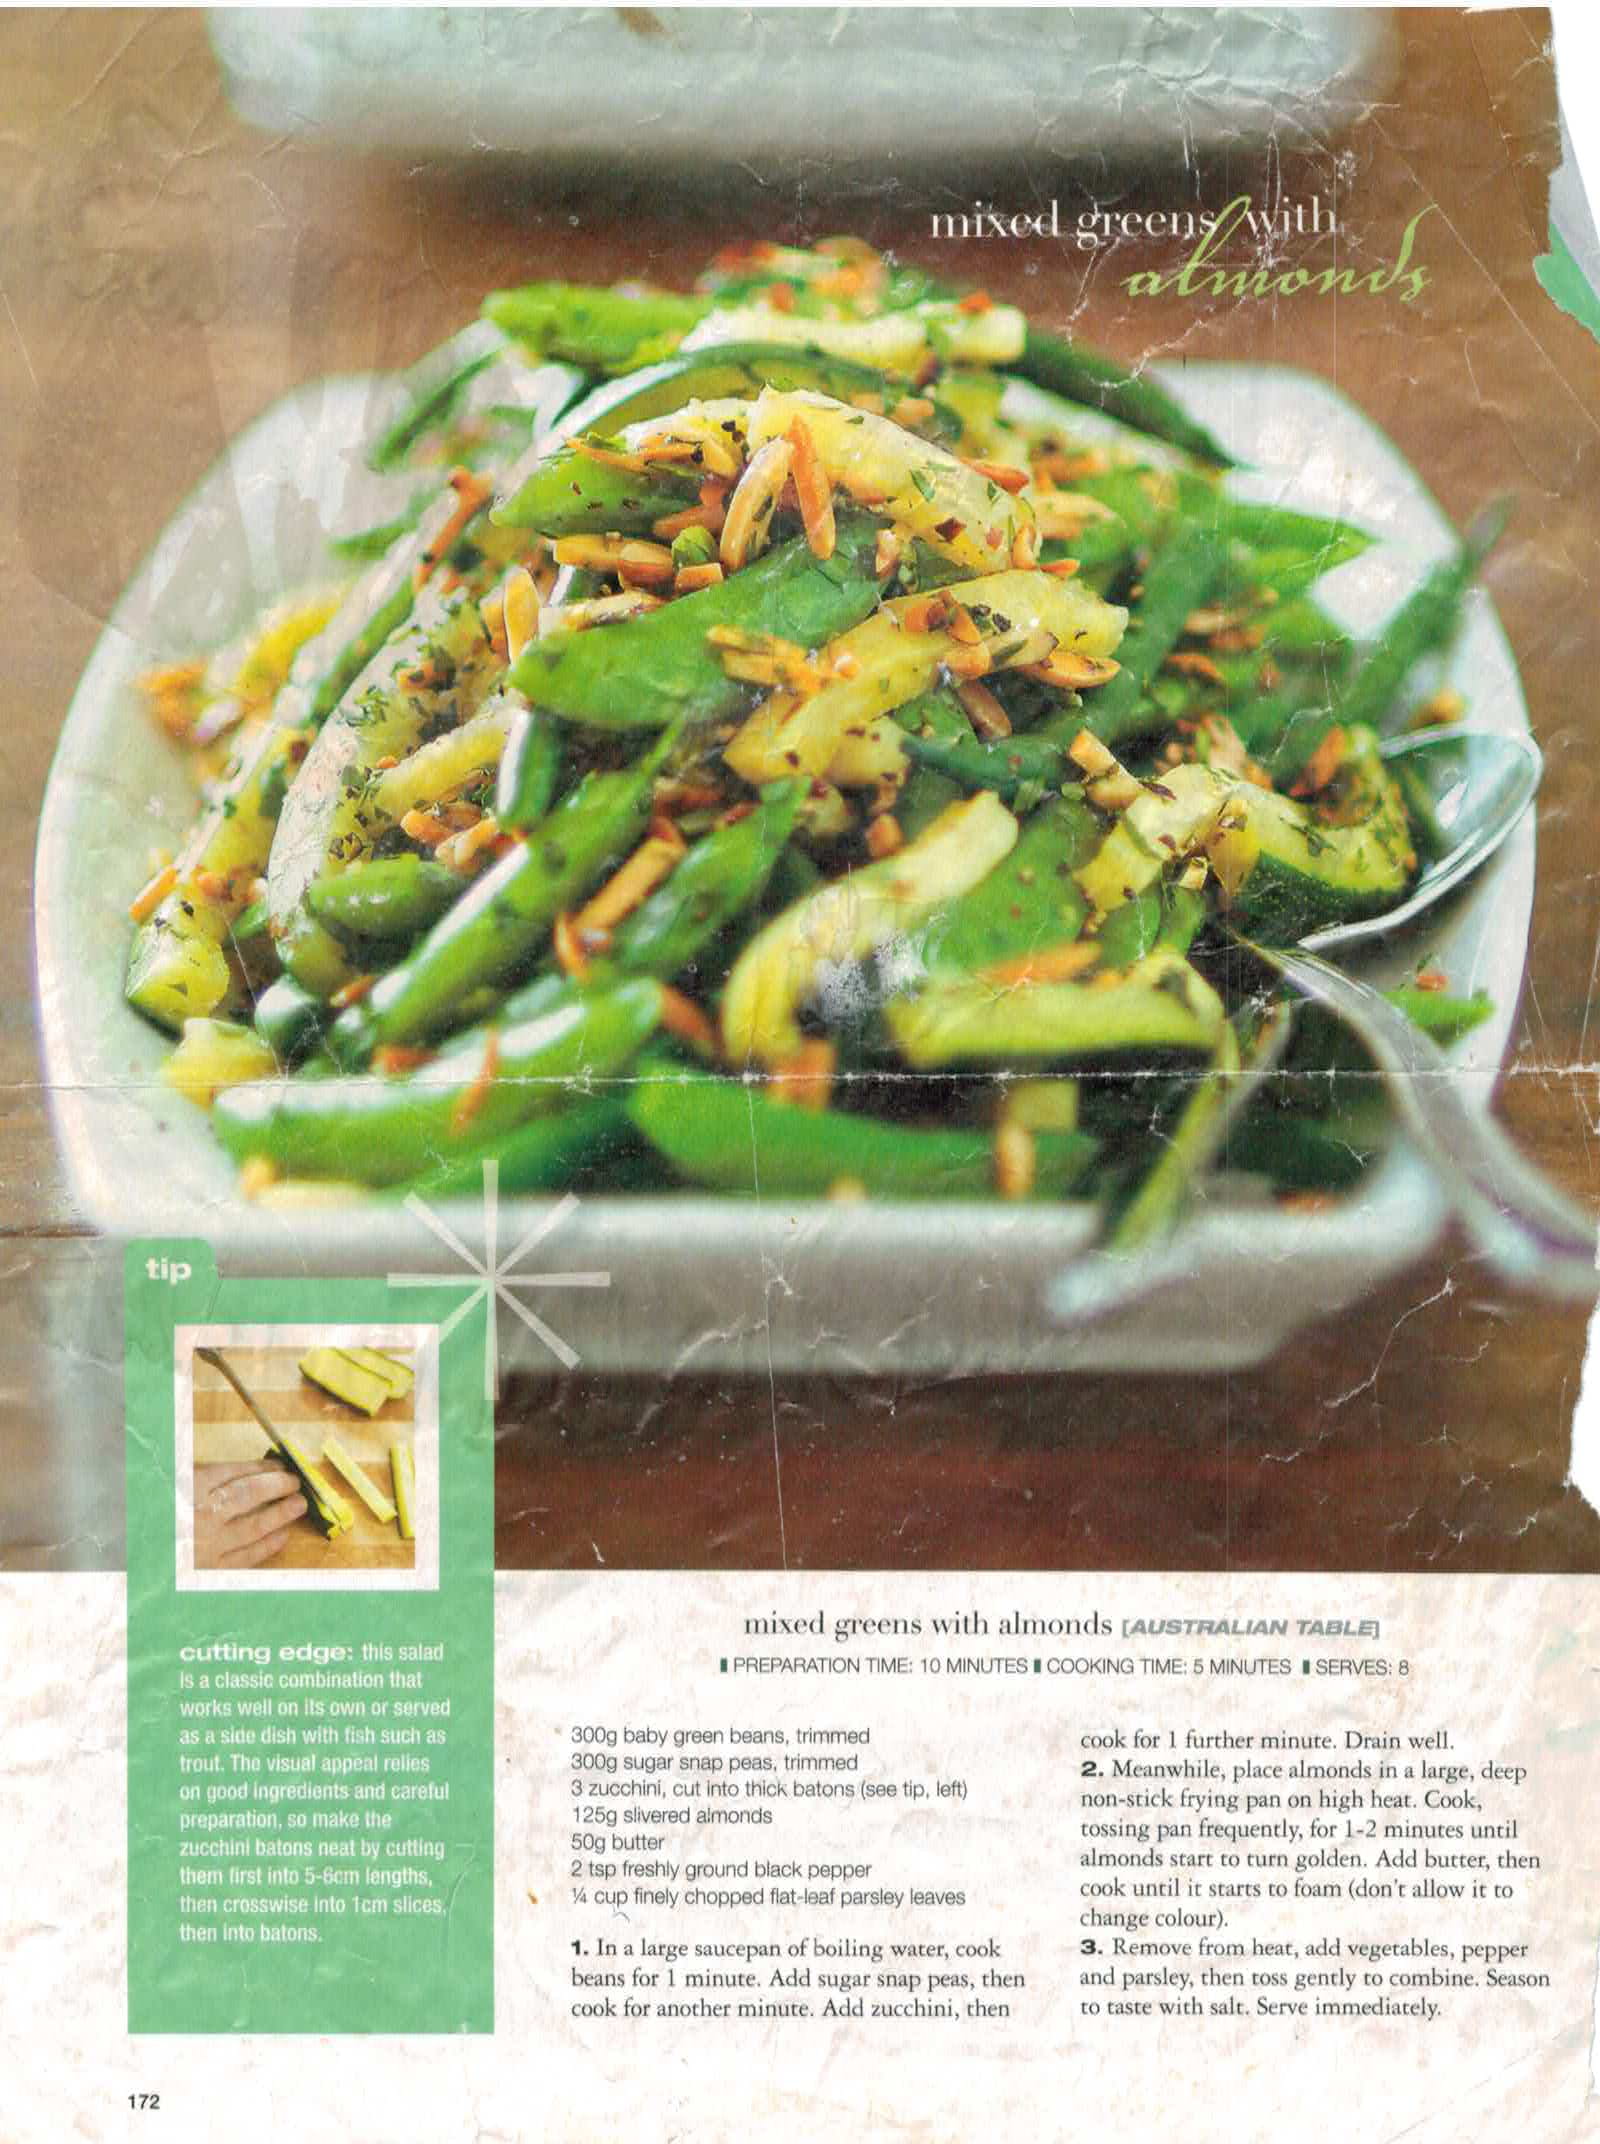 mixed greens with
almonds
tip
cutting edge: this salad
is a classic combination that
works well on its own or served
as a side dish with fish such as
trout. The visual appeal relies
on good ingredients and careful
preparation, so make the
zucchini batons neat by cutting
them first into 5-6cm lengths,
then crosswise into 1cm slices,
then into batons.
mixed greens with almonds [AUSTRALIAN TABLE]
PREPARATION TIME: 10 MINUTES COOKING TIME: 5 MINUTES SERVES: 8
300g baby green beans, trimmed
300g sugar snap peas, trimmed
3 zucchini, cut into thick batons (see tip, left)
125g slivered almonds
50g butter
2 tsp freshly ground black pepper
¼ cup finely chopped flat-leaf parsley leaves
1. In a large saucepan of boiling water, cook
beans for 1 minute. Add sugar snap peas, then
cook for another minute. Add zucchini, then
cook for 1 further minute. Drain well.
2. Meanwhile, place almonds in a large, deep
non-stick frying pan on high heat. Cook,
tossing pan frequently, for 1-2 minutes until
almonds start to turn golden. Add butter, then
cook until it starts to foam (don't allow it to
change colour).
3. Remove from heat, add vegetables, pepper
and parsley, then toss gently to combine. Season
to taste with salt. Serve immediately.
172